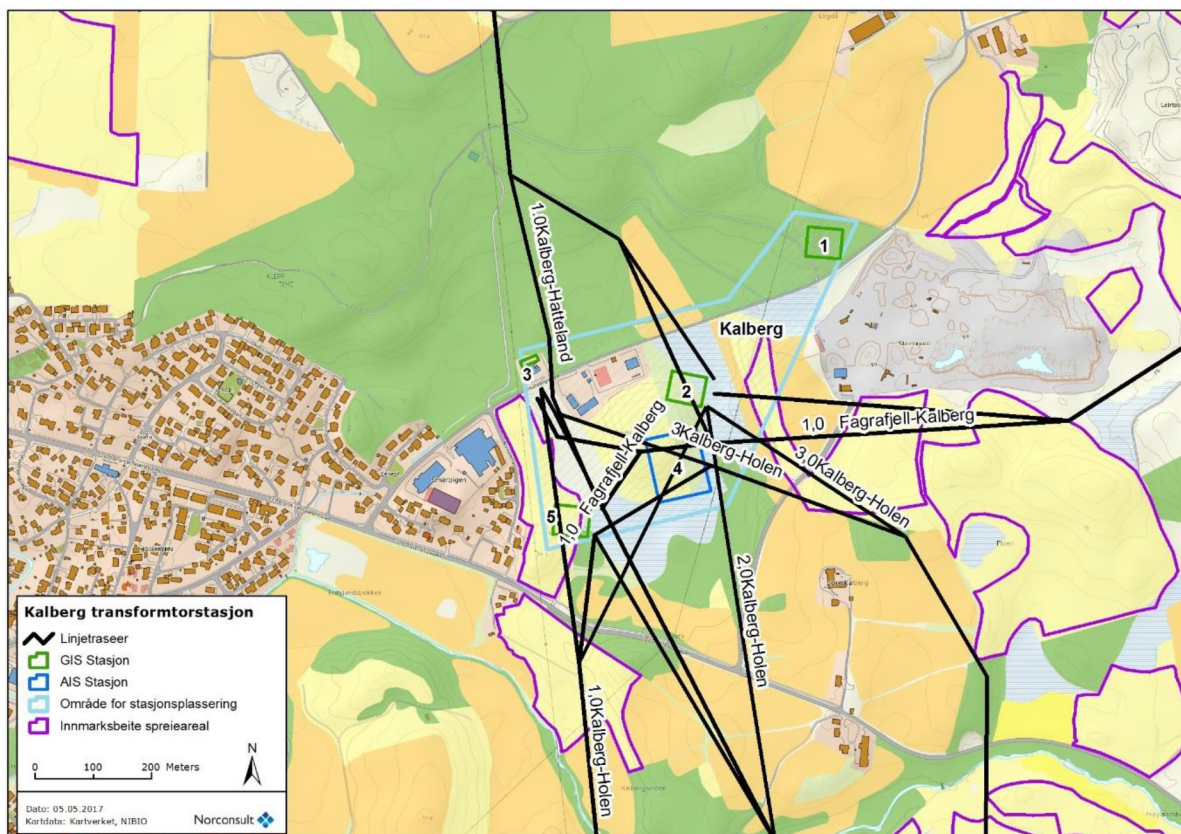 Kalberg
1
2
3
4
5
1.0Kalberg-Hatteland
1,0 Fagrafjell-Kalberg
1,0 Fagrafjell-Kalberg
3Kalberg-Holen
3.0Kalberg-Holen
2.0Kalberg-Holen
1,0Kalberg-Holen
Kalberg transformtorstasjon
Linjetraseer
GIS Stasjon
AIS Stasjon
Område for stasjonsplassering
Innmarksbeite spreieareal
N
0 100 200 Meters
Dato: 05.05.2017
Kartdata: Kartverket, NIBIO
Norconsult